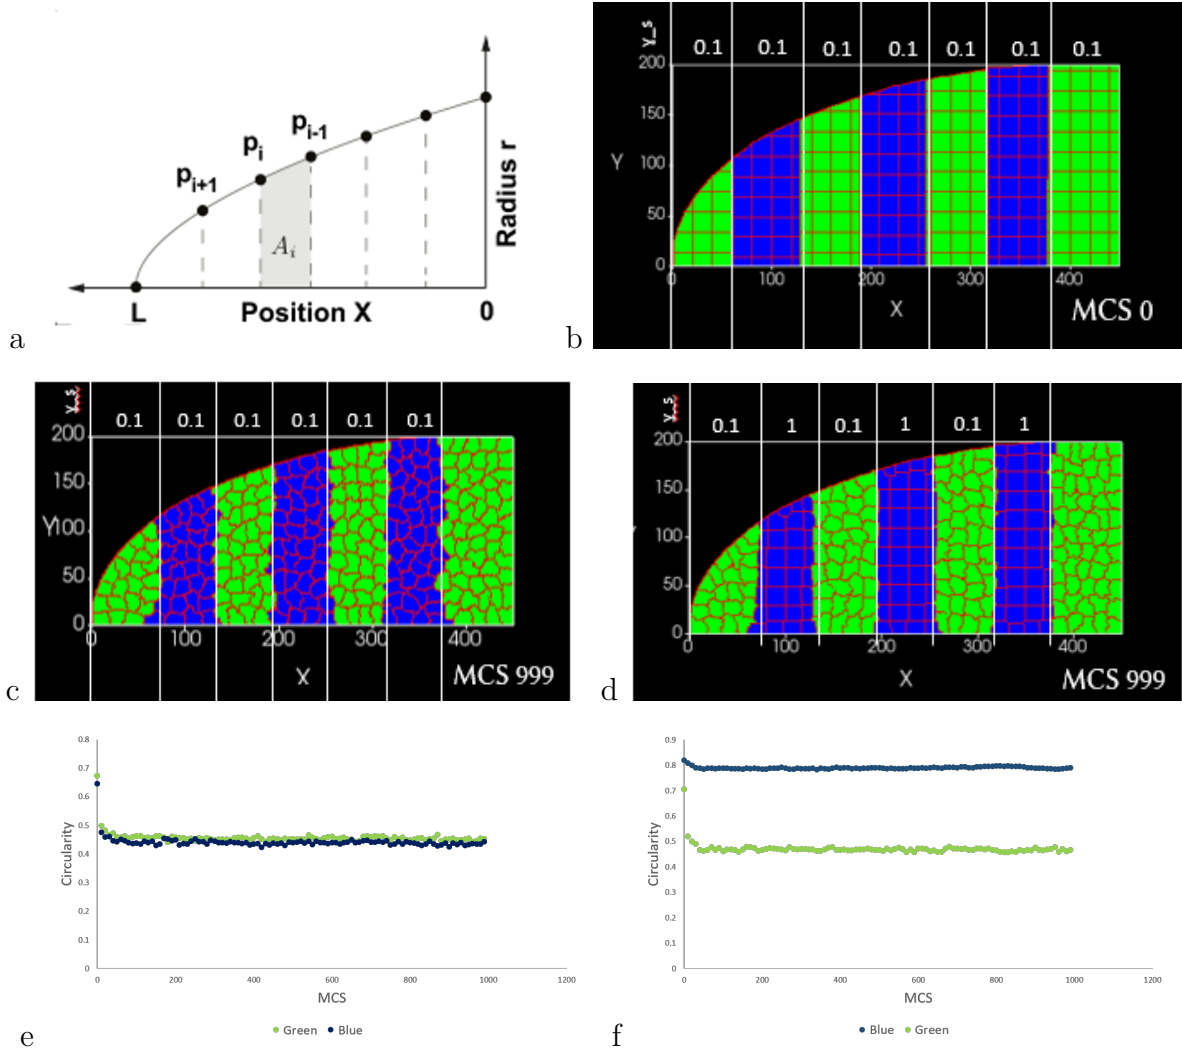 p_{i+1} p_i p_{i-1}
A_i
Radius r
L Position X 0
a
γ_s
0.1 0.1 0.1 0.1 0.1 0.1 0.1
200
150
Y 100
50
0
0 100 200 300 400
X
MCS 0
b
γ_s
0.1 0.1 0.1 0.1 0.1 0.1
200
150
Y 100
50
0
0 100 200 300 400
X
MCS 999
c
γ_s
0.1 1 0.1 1 0.1 1
200
150
100
50
0
0 100 200 300 400
X
MCS 999
d
0.8
0.7
0.6
0.5
0.4
0.3
0.2
0.1
0
Circularity
0 200 400 600 800 1000 1200
MCS
Green Blue
e
0.9
0.8
0.7
0.6
0.5
0.4
0.3
0.2
0.1
0
Circularity
0 200 400 600 800 1000 1200
MCS
Blue Green
f